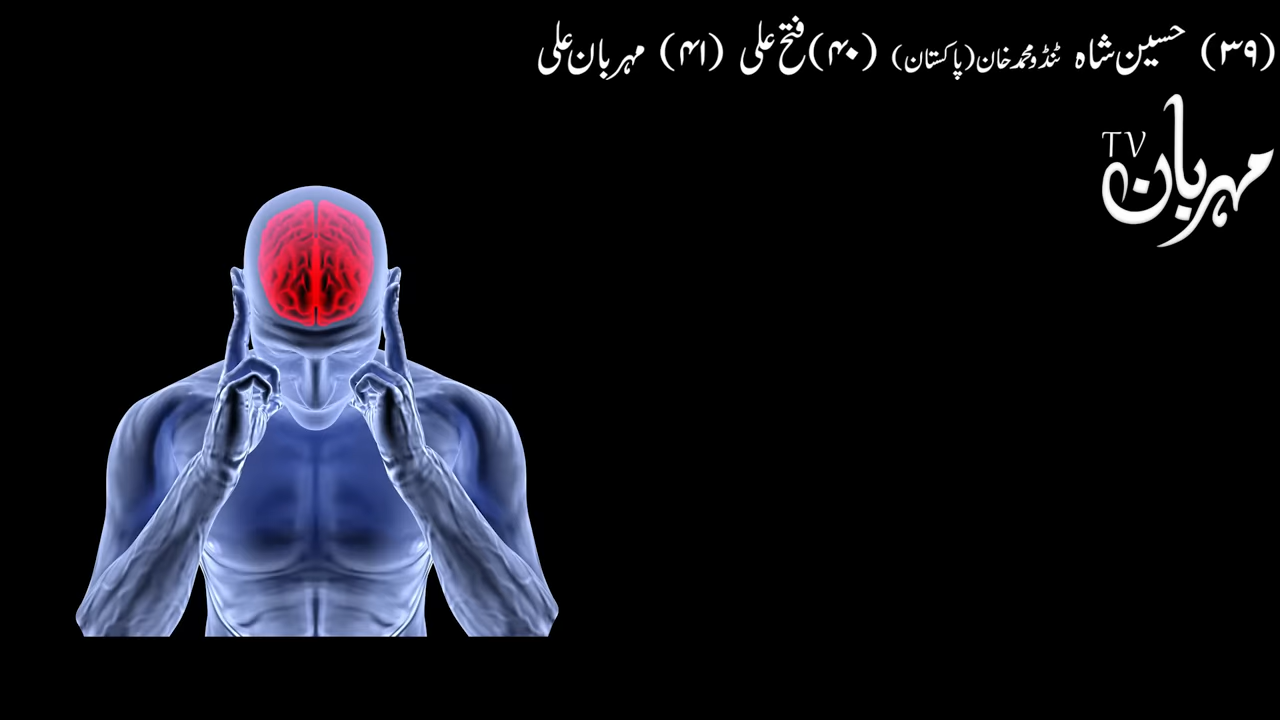 (۳۹) حسین شاہ ٹنڈو محمد خان (پاکستان) (۴۰) فتح علی (۴۱) مہربان علی
TV
مہربان